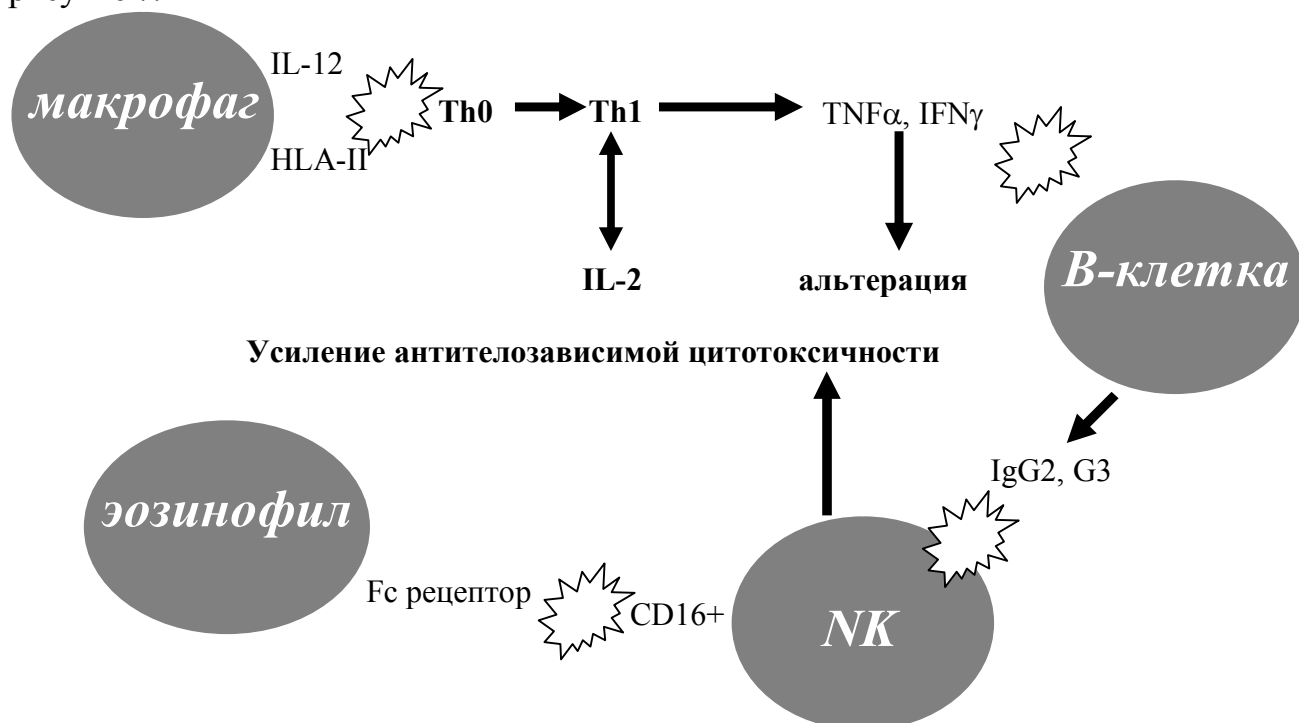 IL-12
макрофаг
Th0
Th1
TNFα, IFNγ
HLA-II
В-клетка
IL-2
альтерация
Усиление антителозависимой цитотоксичности
IgG2, G3
эозинофил
Fc рецептор
CD16+
NK